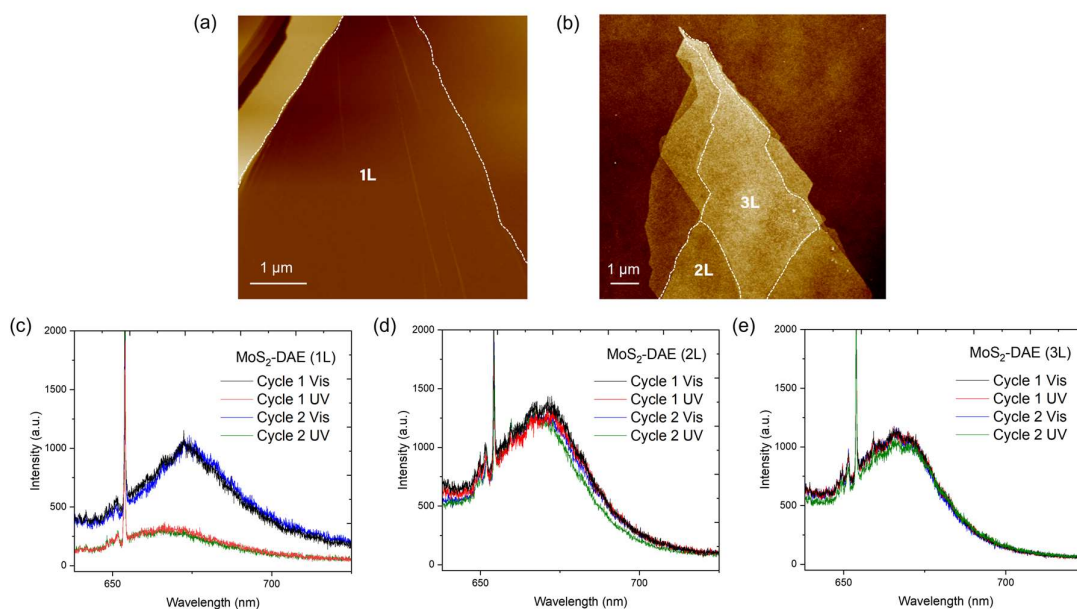 (a)
1L
1 µm
(b)
3L
2L
1 µm
(c)
2000
1500
1000
500
0
650
700
Intensity (a.u.)
Wavelength (nm)
MoS₂-DAE (1L)
Cycle 1 Vis
Cycle 1 UV
Cycle 2 Vis
Cycle 2 UV
(d)
2000
1500
1000
500
0
650
700
Intensity (a.u.)
Wavelength (nm)
MoS₂-DAE (2L)
Cycle 1 Vis
Cycle 1 UV
Cycle 2 Vis
Cycle 2 UV
(e)
2000
1500
1000
500
0
650
700
Intensity (a.u.)
Wavelength (nm)
MoS₂-DAE (3L)
Cycle 1 Vis
Cycle 1 UV
Cycle 2 Vis
Cycle 2 UV